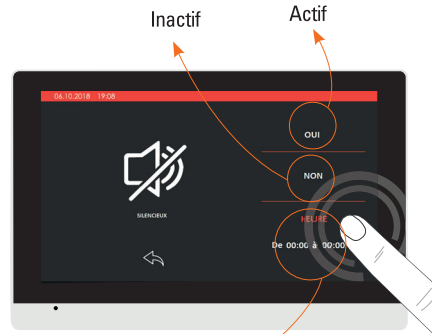 Inactif
Actif
06.10.2018 19:08
OUI
NON
SILENCIEUX
HEURE
De 00:00 à 00:00